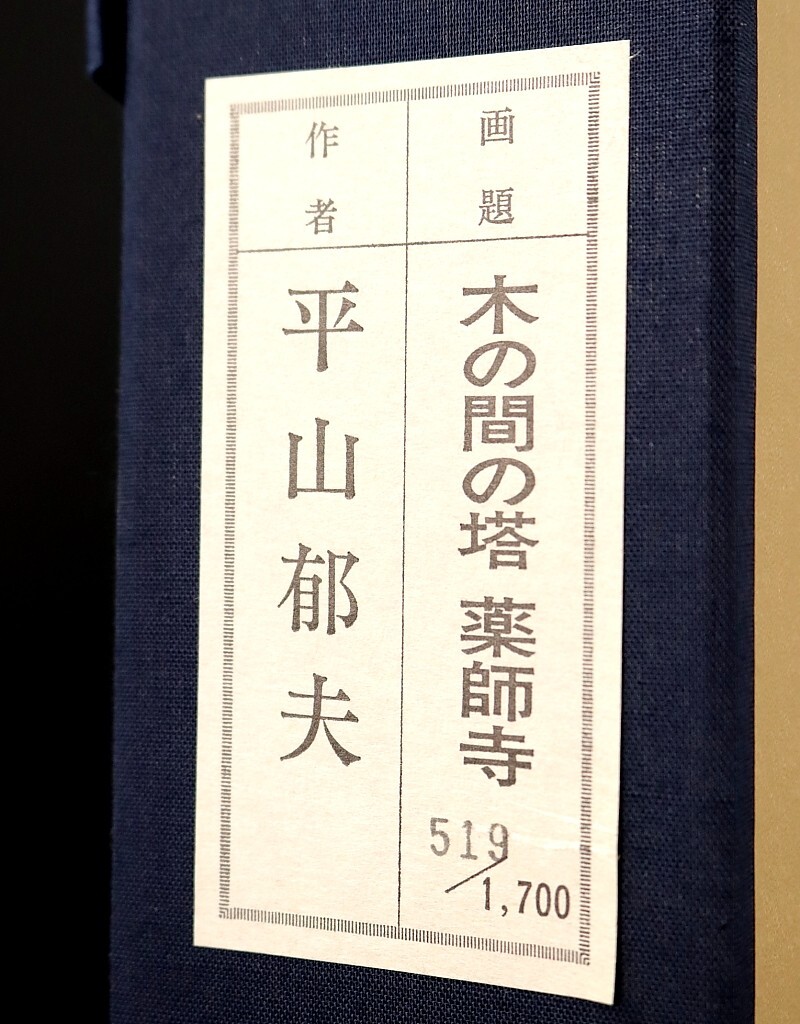 画題
木の間の塔 薬師寺
519/1,700
作者
平山郁夫